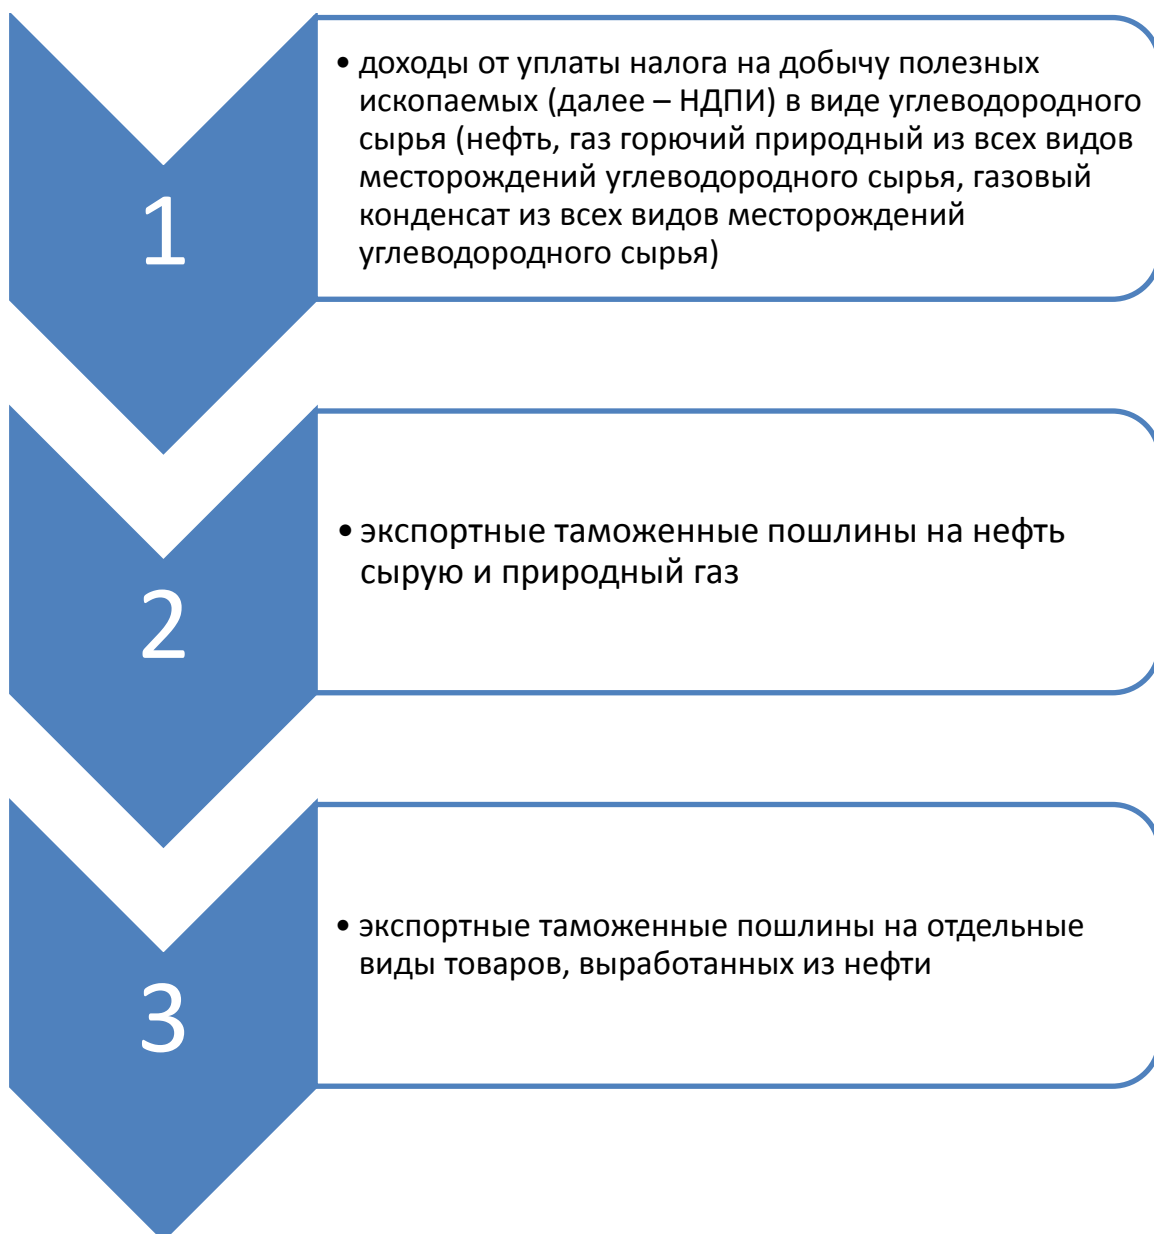 1
• доходы от уплаты налога на добычу полезных
ископаемых (далее – НДПИ) в виде углеводородного
сырья (нефть, газ горючий природный из всех видов
месторождений углеводородного сырья, газовый
конденсат из всех видов месторождений
углеводородного сырья)
2
• экспортные таможенные пошлины на нефть
сырую и природный газ
3
• экспортные таможенные пошлины на отдельные
виды товаров, выработанных из нефти